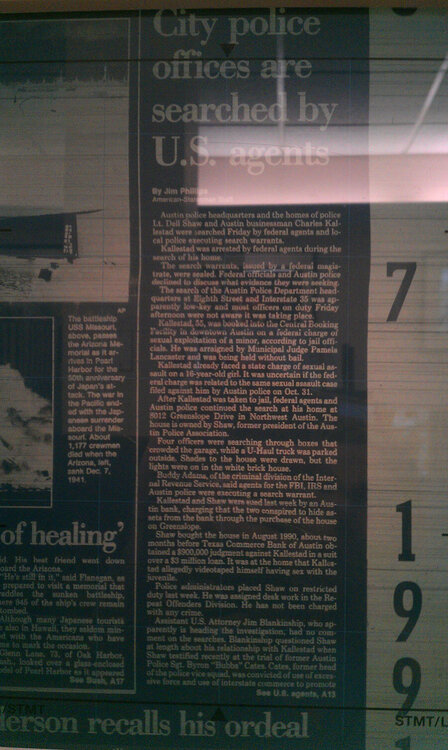 City police
offices are
searched by
U.S. agents
By Jim Phillips
American-Statesman Staff
Austin police headquarters and the homes of police
Lt. Dell Shaw and Austin businessman Charles Kal-
lestad were searched Friday by federal agents and lo-
cal police executing search warrants.
Kallestad was arrested by federal agents during the
search of his home.
The search warrants, issued by a federal magis-
trate, were sealed. Federal officials and Austin police
declined to discuss what evidence they were seeking.
The search of the Austin Police Department head-
quarters at Eighth Street and Interstate 35 was ap-
parently low-key and most officers on duty Friday
afternoon were not aware it was taking place.
Kallestad, 55, was booked into the Central Booking
Facility in downtown Austin on a federal charge of
sexual exploitation of a minor, according to jail offi-
cials. He was arraigned by Municipal Judge Pamela
Lancaster and was being held without bail.
Kallestad already faced a state charge of sexual as-
sault on a 16-year-old girl. It was uncertain if the fed-
eral charge was related to the same sexual assault case
filed against him by Austin police on Oct. 31.
After Kallestad was taken to jail, federal agents and
Austin police continued the search at his home at
8012 Greenslope Drive in Northwest Austin. The
house is owned by Shaw, former president of the Aus-
tin Police Association.
Four officers were searching through boxes that
crowded the garage, while a U-Haul truck was parked
outside. Shades to the house were drawn, but the
lights were on in the white brick house.
Buddy Adams, of the criminal division of the Inter-
nal Revenue Service, said agents for the FBI, IRS and
Austin police were executing a search warrant.
Kallestad and Shaw were sued last week by an Aus-
tin bank, charging that the two conspired to hide as-
sets from the bank through the purchase of the house
on Greenslope.
Shaw bought the house in August 1990, about two
months before Texas Commerce Bank of Austin ob-
tained a $900,000 judgment against Kallestad in a suit
over a $3 million loan. It was at the home that Kalles-
tad allegedly videotaped himself having sex with the
juvenile.
Police administrators placed Shaw on restricted
duty last week. He was assigned desk work in the Re-
peat Offenders Division. He has not been charged
with any crime.
Assistant U.S. Attorney Jim Blankinship, who ap-
parently is heading the investigation, had no com-
ment on the searches. Blankinship questioned Shaw
at length about his relationship with Kallestad when
Shaw testified recently at the trial of former Austin
Police Sgt. Byron "Bubbs" Cates. Cates, former head
of the police vice squad, was convicted of use of exces-
sive force and use of interstate commerce to promote
See U.S. agents, A13
AP
The battleship
USS Missouri,
above, passes
the Arizona Me-
morial as it ar-
rives in Pearl
Harbor for the
50th anniversary
of Japan's at-
tack. The war in
the Pacific end-
ed with the Jap-
anese surrender
aboard the Mis-
souri. About
1,177 crewmen
died when the
Arizona, left,
sank Dec. 7,
1941.
of healing'
ld. His best friend went down
oard the Arizona.
"He's still in it," said Flanegan, as
prepared to visit a memorial that
raddles the sunken battleship,
here 945 of the ship's crew remain
tombed.
Although many Japanese tourists
also in Hawaii, they seldom min-
d with the Americans who have
me to mark the occasion.
Glenn Lane, 73, of Oak Harbor,
ash., looked over a glass-enclosed
odel of Pearl Harbor as it appeared
See Bush, A17
erson recalls his ordeal
7
1
9
9
STMT
STMT/L